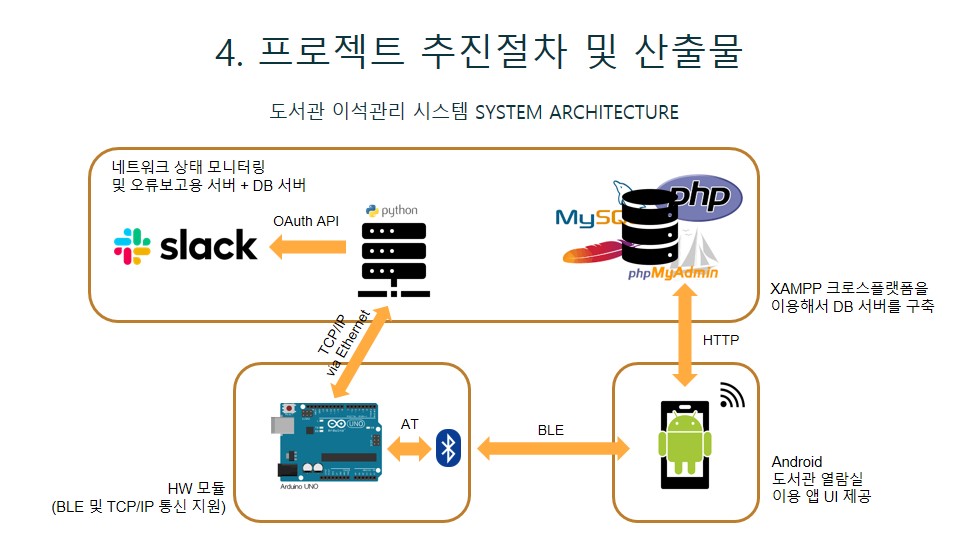 4. 프로젝트 추진절차 및 산출물
도서관 이석관리 시스템 SYSTEM ARCHITECTURE
네트워크 상태 모니터링
및 오류보고용 서버 + DB 서버
OAuth API
python
slack
MySQ
php
phpMyAdmin
XAMPP 크로스플랫폼을
이용해서 DB 서버를 구축
TCP/IP
via Ethernet
HTTP
UNO
Arduino UNO
AT
BLE
HW 모듈
(BLE 및 TCP/IP 통신 지원)
Android
도서관 열람실
이용 앱 UI 제공